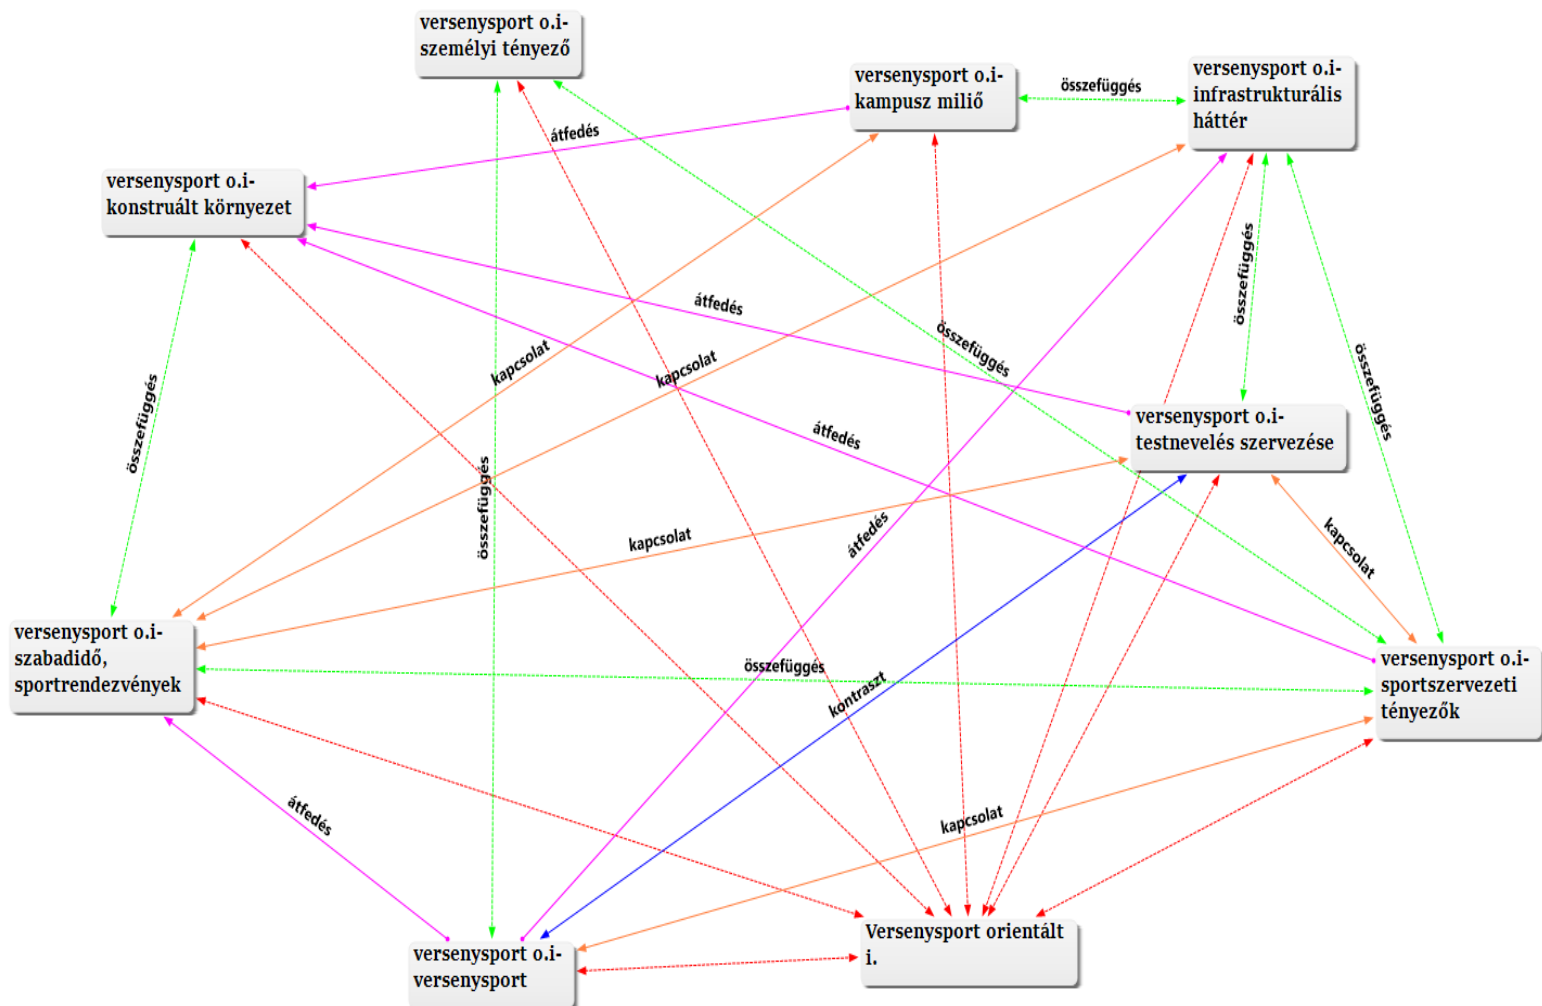 versenysport o.i-
személyi tényező
versenysport o.i-
kampusz miliő
összefüggés
versenysport o.i-
infrastrukturális
háttér
átfedés
versenysport o.i-
konstruált környezet
összefüggés
átfedés
összefüggés
kapcsolat
kapcsolat
összefüggés
összefüggés
versenysport o.i-
testnevelés szervezése
átfedés
összefüggés
átfedés
kapcsolat
kapcsolat
versenysport o.i-
szabadidő,
sportrendezvények
összefüggés
kontraszt
versenysport o.i-
sportszervezeti
tényezők
átfedés
kapcsolat
versenysport o.i-
versenysport
Versenysport orientált
i.